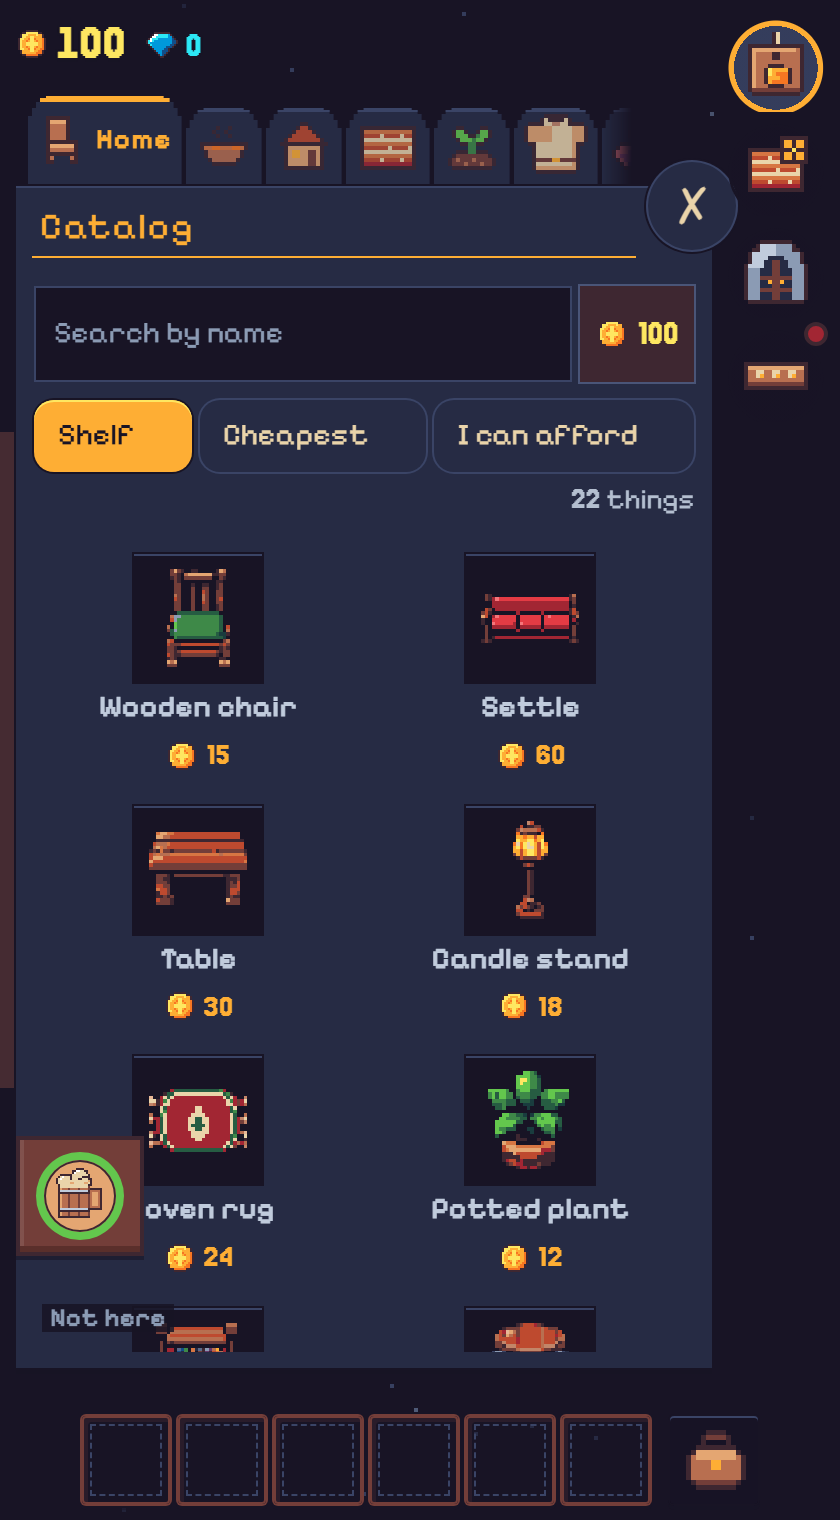 100 0
Home
Catalog
Search by name 100
Shelf Cheapest I can afford
22 things
Wooden chair Settle
15 60
Table Candle stand
30 18
oven rug Potted plant
24 12
Not here